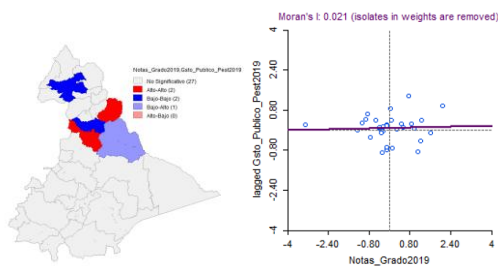 Notas_Grado2019.Gsto_Publico_Pest2019
No Significativo (27)
Alto-Alto (2)
Bajo-Bajo (2)
Bajo-Alto (1)
Alto-Bajo (0)
Moran's I: 0.021 (isolates in weights are removed)
lagged Gsto_Publico_Pest2019
4
2.40
0.80
-0.80
-2.40
-4
-4 -2.40 -0.80 0.80 2.40 4
Notas_Grado2019